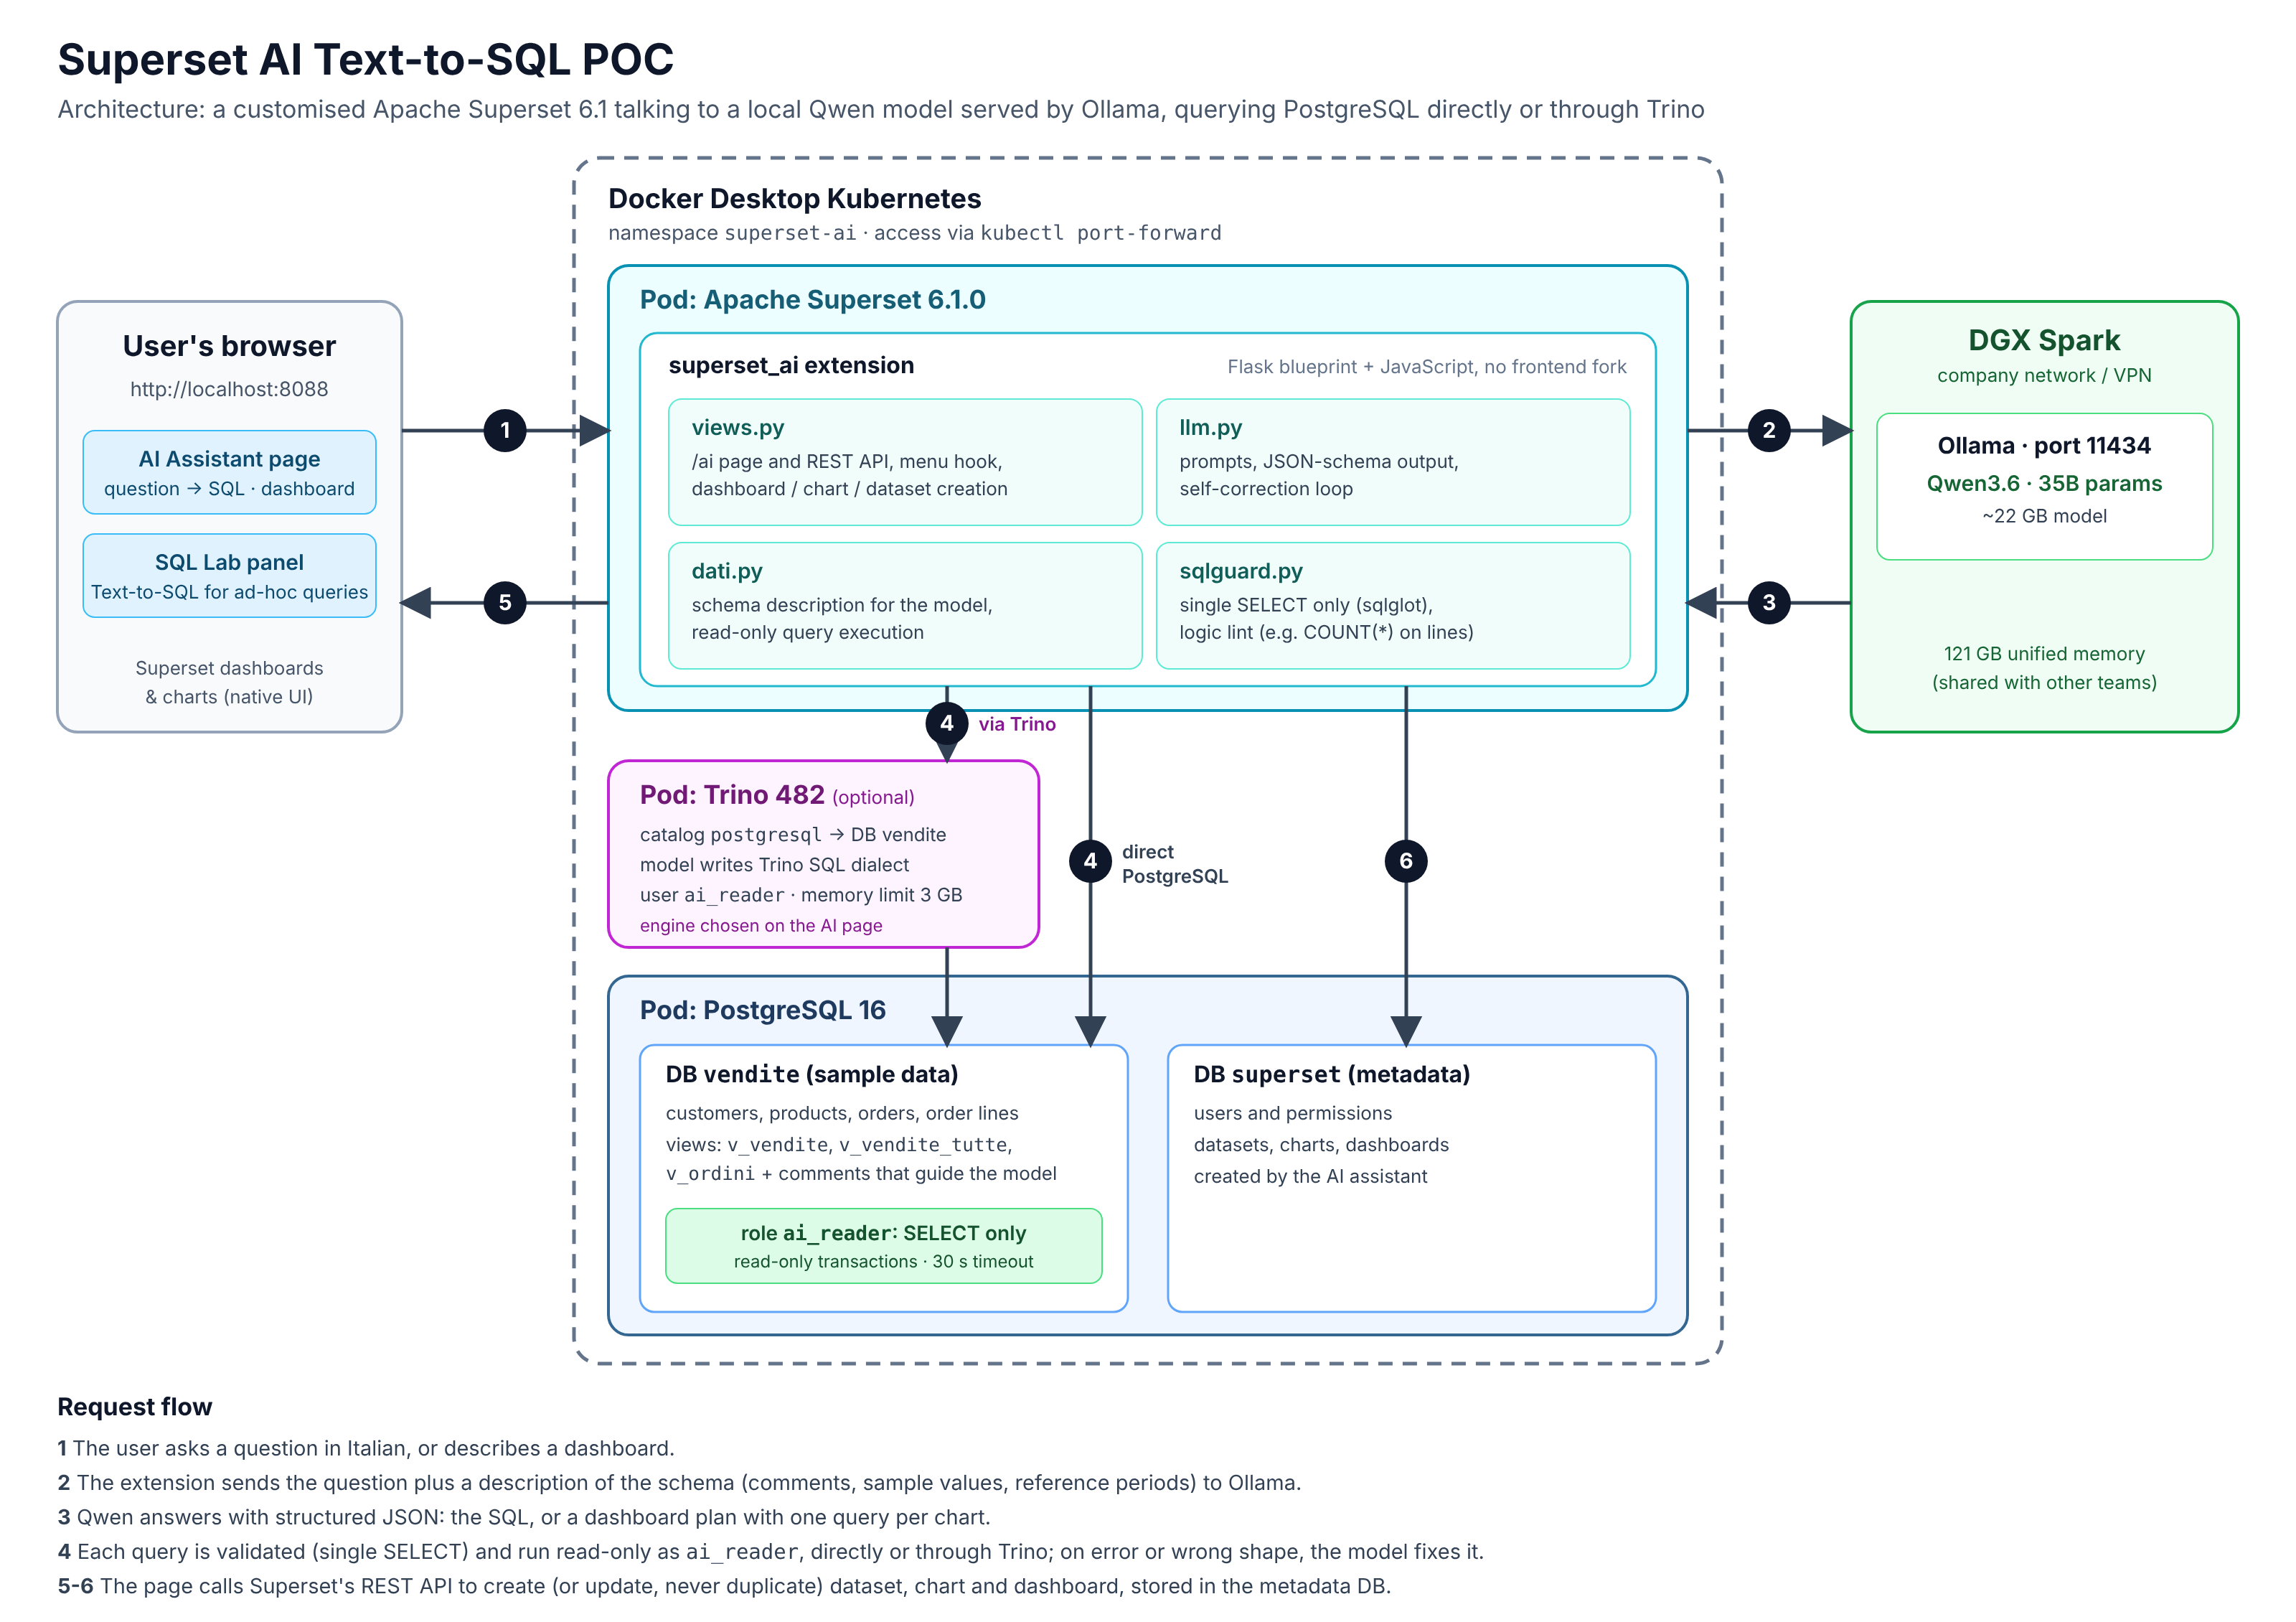 Superset AI Text-to-SQL POC
Architecture: a customised Apache Superset 6.1 talking to a local Qwen model served by Ollama, querying PostgreSQL directly or through Trino
Docker Desktop Kubernetes
namespace superset-ai · access via kubectl port-forward
User's browser
http://localhost:8088
AI Assistant page
question → SQL · dashboard
SQL Lab panel
Text-to-SQL for ad-hoc queries
Superset dashboards
& charts (native UI)
1
5
Pod: Apache Superset 6.1.0
superset_ai extension
Flask blueprint + JavaScript, no frontend fork
views.py
/ai page and REST API, menu hook,
dashboard / chart / dataset creation
llm.py
prompts, JSON-schema output,
self-correction loop
dati.py
schema description for the model,
read-only query execution
sqlguard.py
single SELECT only (sqlglot),
logic lint (e.g. COUNT(*) on lines)
2
3
DGX Spark
company network / VPN
Ollama · port 11434
Qwen3.6 · 35B params
~22 GB model
121 GB unified memory
(shared with other teams)
4 via Trino
Pod: Trino 482 (optional)
catalog postgresql → DB vendite
model writes Trino SQL dialect
user ai_reader · memory limit 3 GB
engine chosen on the AI page
4
direct
PostgreSQL
6
Pod: PostgreSQL 16
DB vendite (sample data)
customers, products, orders, order lines
views: v_vendite, v_vendite_tutte,
v_ordini + comments that guide the model
role ai_reader: SELECT only
read-only transactions · 30 s timeout
DB superset (metadata)
users and permissions
datasets, charts, dashboards
created by the AI assistant
Request flow
1 The user asks a question in Italian, or describes a dashboard.
2 The extension sends the question plus a description of the schema (comments, sample values, reference periods) to Ollama.
3 Qwen answers with structured JSON: the SQL, or a dashboard plan with one query per chart.
4 Each query is validated (single SELECT) and run read-only as ai_reader, directly or through Trino; on error or wrong shape, the model fixes it.
5-6 The page calls Superset's REST API to create (or update, never duplicate) dataset, chart and dashboard, stored in the metadata DB.